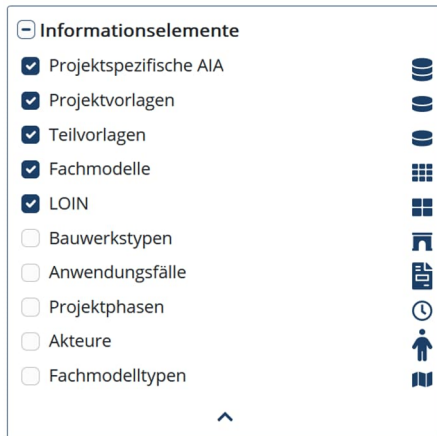 Informationselemente
Projektspezifische AIA
Projektvorlagen
Teilvorlagen
Fachmodelle
LOIN
Bauwerkstypen
Anwendungsfälle
Projektphasen
Akteure
Fachmodelltypen